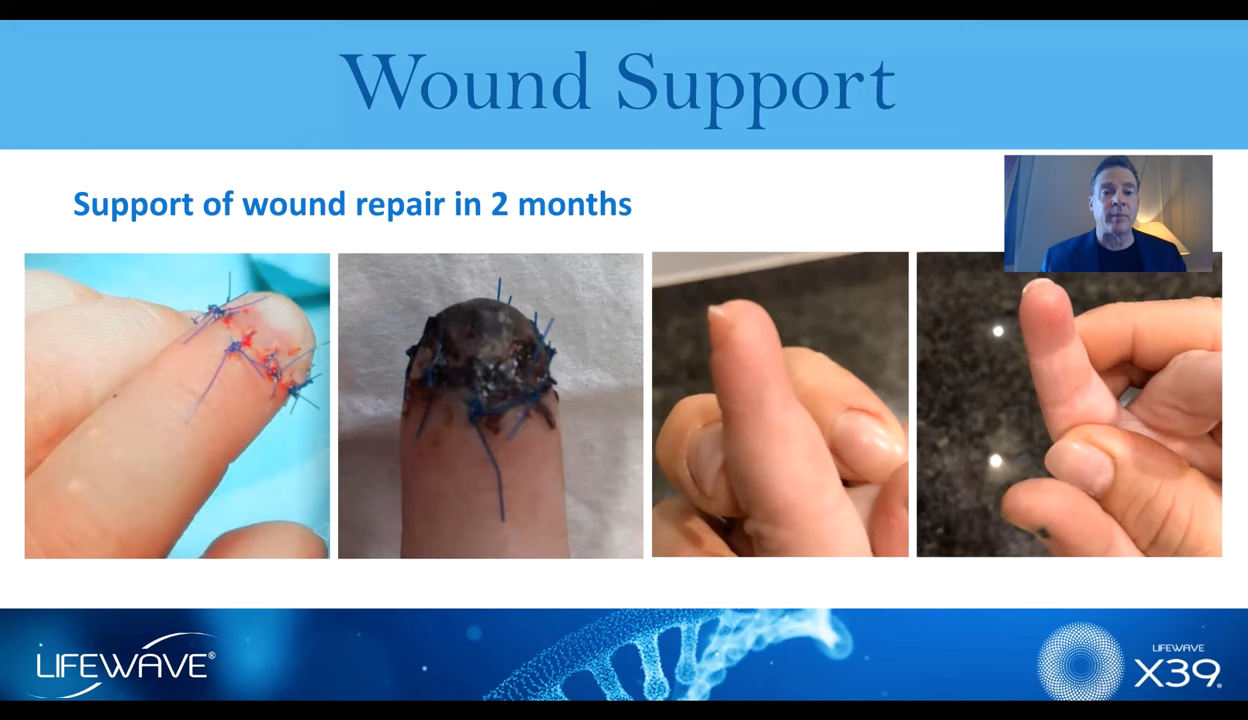 Wound Support
Support of wound repair in 2 months
LIFEWAVE®
LIFEWAVE
X39®